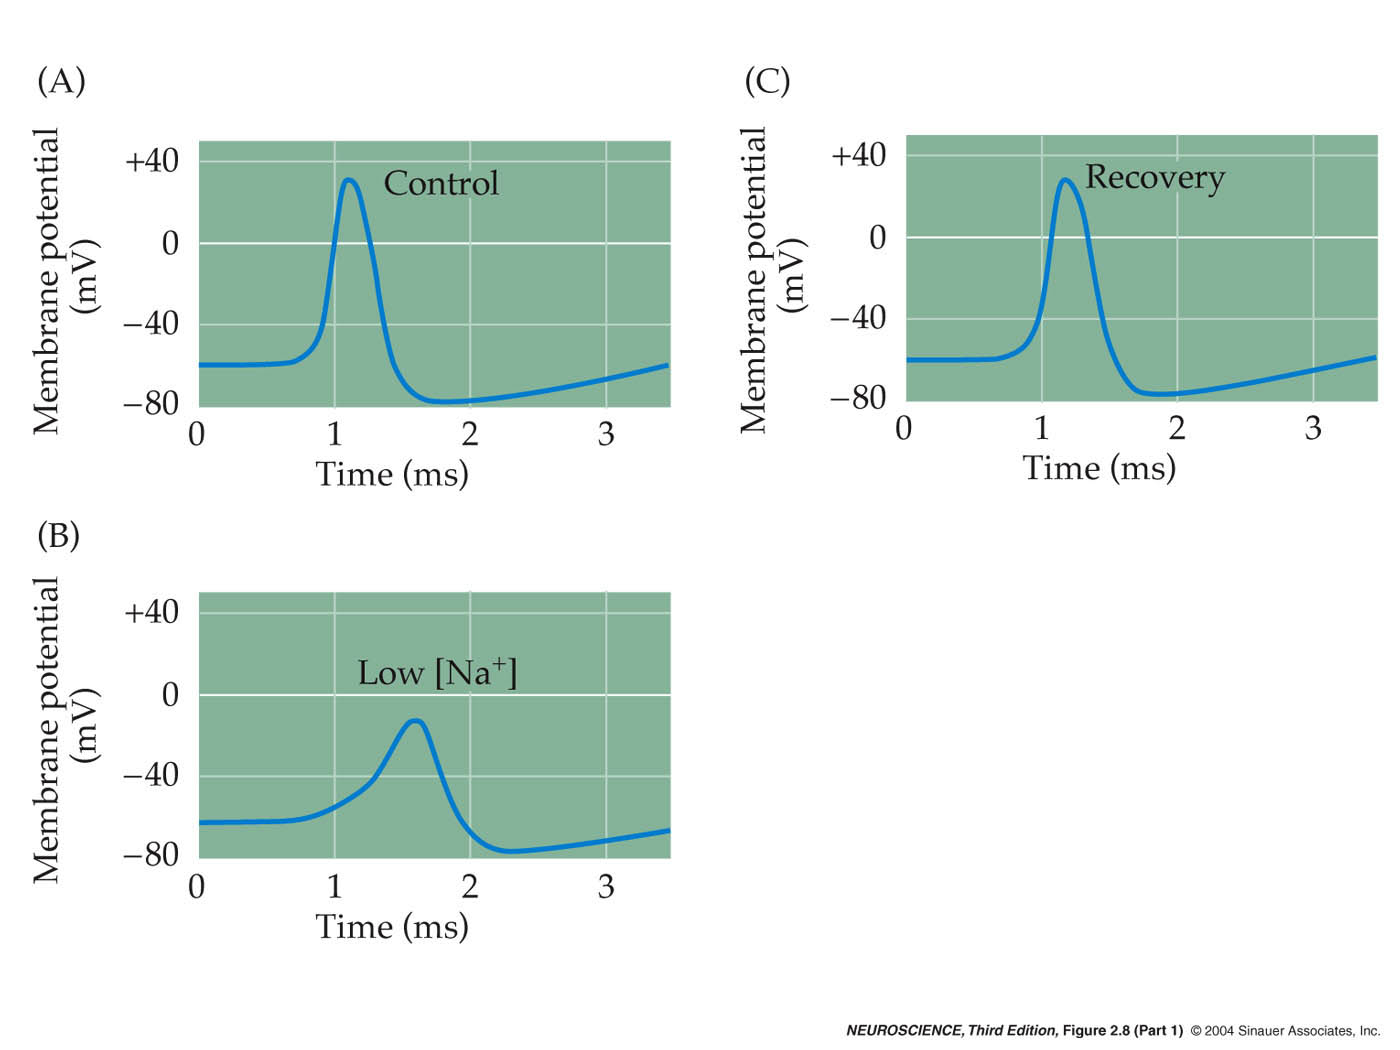 (A)
Membrane potential
(mV)
+40
0
−40
−80
Control
0 1 2 3
Time (ms)
(C)
Membrane potential
(mV)
+40
0
−40
−80
Recovery
0 1 2 3
Time (ms)
(B)
Membrane potential
(mV)
+40
0
−40
−80
Low [Na⁺]
0 1 2 3
Time (ms)
NEUROSCIENCE, Third Edition, Figure 2.8 (Part 1) © 2004 Sinauer Associates, Inc.